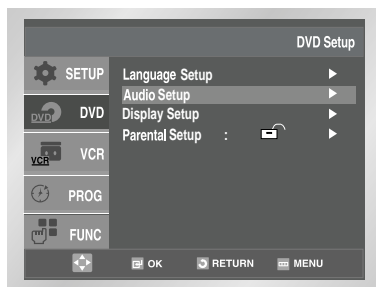 DVD Setup
SETUP
DVD
DVD
VCR
VCR
PROG
FUNC
Language Setup
Audio Setup
Display Setup
Parental Setup :
OK
RETURN
MENU